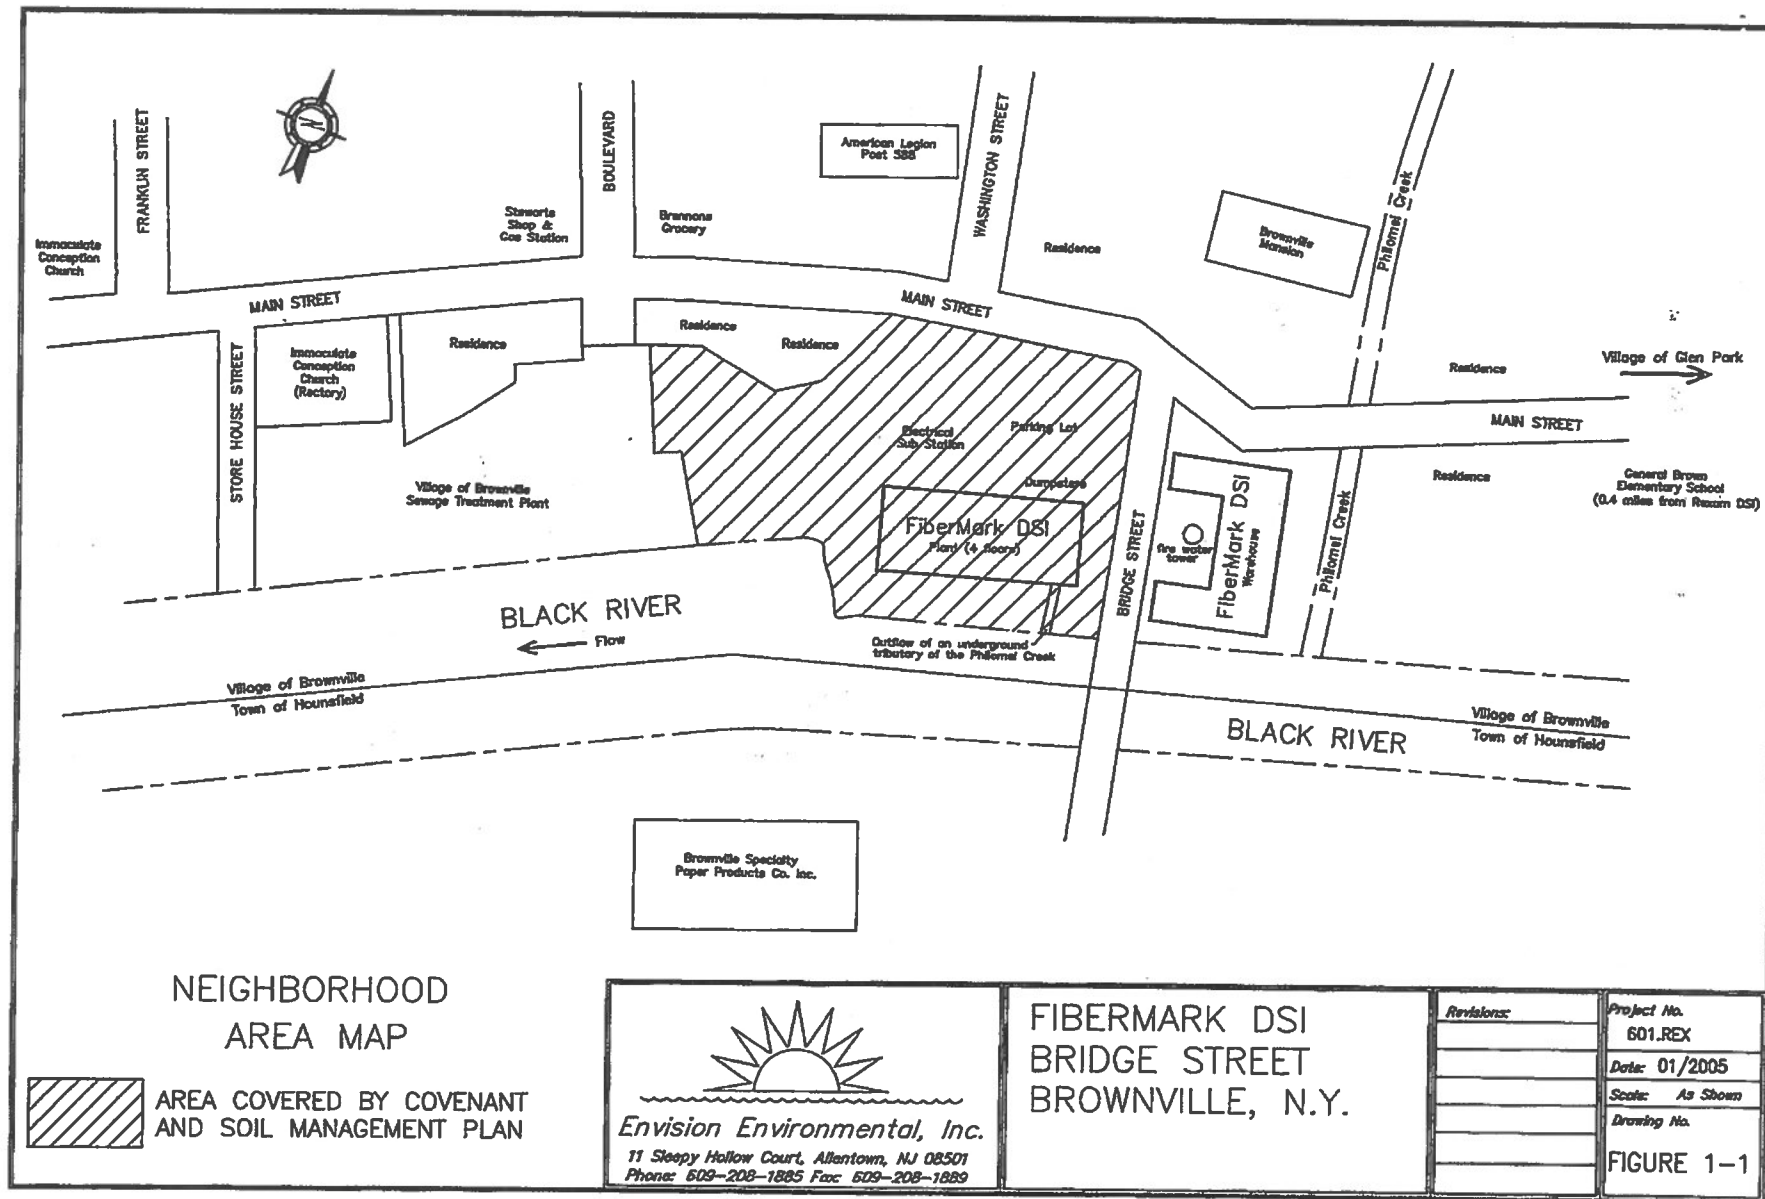 FRANKLIN STREET
N
BOULEVARD
American Legion
Post 588
WASHINGTON STREET
Philomel Creek
Immaculate
Conception
Church
Stewarts
Shop &
Gas Station
Brennons
Grocery
Residence
Brownville
Mansion
MAIN STREET
MAIN STREET
Immaculate
Conception
Church
(Rectory)
Residence
Residence
Residence
Residence
Village of Glen Park
MAIN STREET
STORE HOUSE STREET
Village of Brownville
Sewage Treatment Plant
Electrical
Sub Station
Parking Lot
Dumpsters
FiberMark DSI
Plant (4 floors)
BRIDGE STREET
fire water
tower
FiberMark DSI
Warehouse
Philomel Creek
Residence
General Brown
Elementary School
(0.4 miles from Rexam DSI)
BLACK RIVER
Flow
Outflow of an underground
tributary of the Philomel Creek
Village of Brownville
Town of Hounsfield
BLACK RIVER
Village of Brownville
Town of Hounsfield
Brownville Specialty
Paper Products Co. Inc.
NEIGHBORHOOD
AREA MAP
AREA COVERED BY COVENANT
AND SOIL MANAGEMENT PLAN
Envision Environmental, Inc.
11 Sleepy Hollow Court, Allentown, NJ 08501
Phone: 609-208-1885 Fax: 609-208-1889
FIBERMARK DSI
BRIDGE STREET
BROWNVILLE, N.Y.
Revisions:
Project No.
601.REX
Date: 01/2005
Scale: As Shown
Drawing No.
FIGURE 1-1